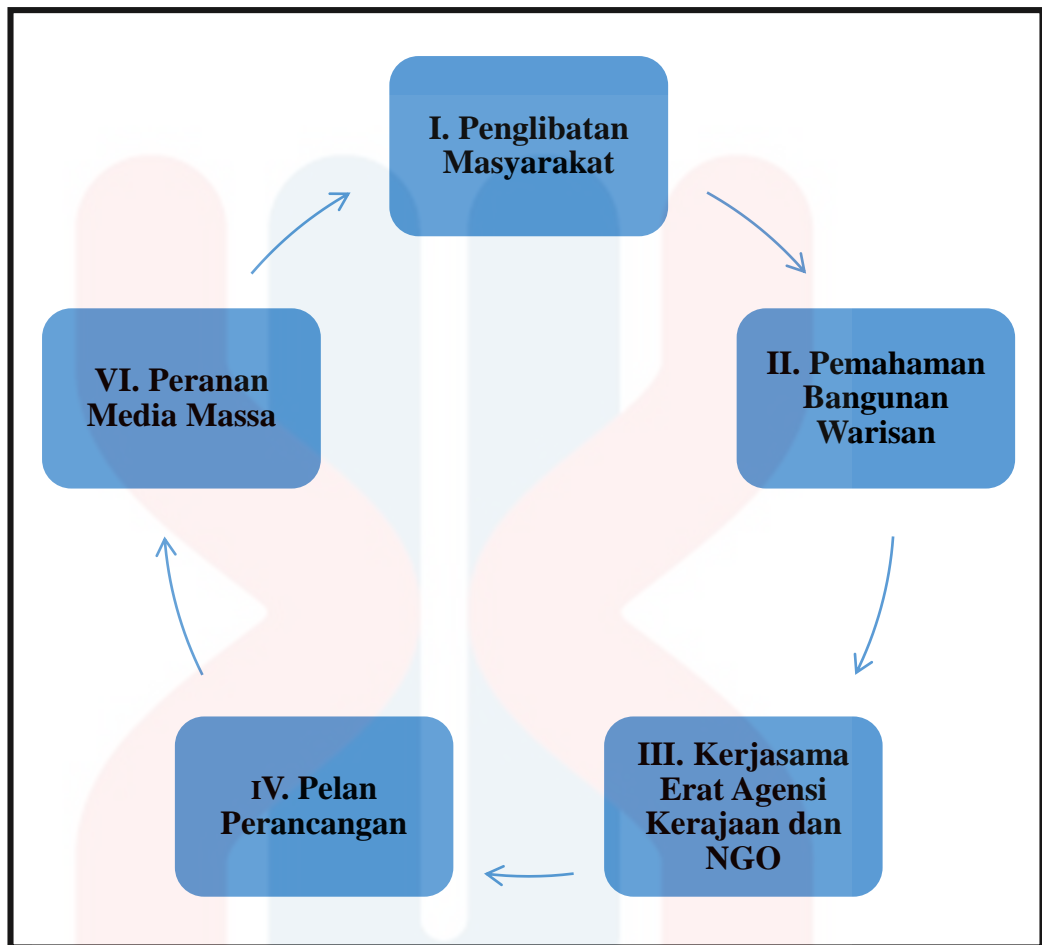 I. Penglibatan
Masyarakat
II. Pemahaman
Bangunan
Warisan
III. Kerjasama
Erat Agensi
Kerajaan dan
NGO
IV. Pelan
Perancangan
VI. Peranan
Media Massa